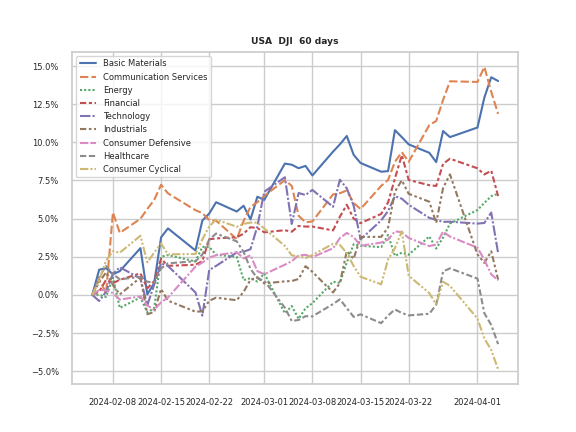 USA DJI 60 days
15.0%
12.5%
10.0%
7.5%
5.0%
2.5%
0.0%
−2.5%
−5.0%
Basic Materials
Communication Services
Energy
Financial
Technology
Industrials
Consumer Defensive
Healthcare
Consumer Cyclical
2024-02-08 2024-02-15 2024-02-22 2024-03-01 2024-03-08 2024-03-15 2024-03-22 2024-04-01